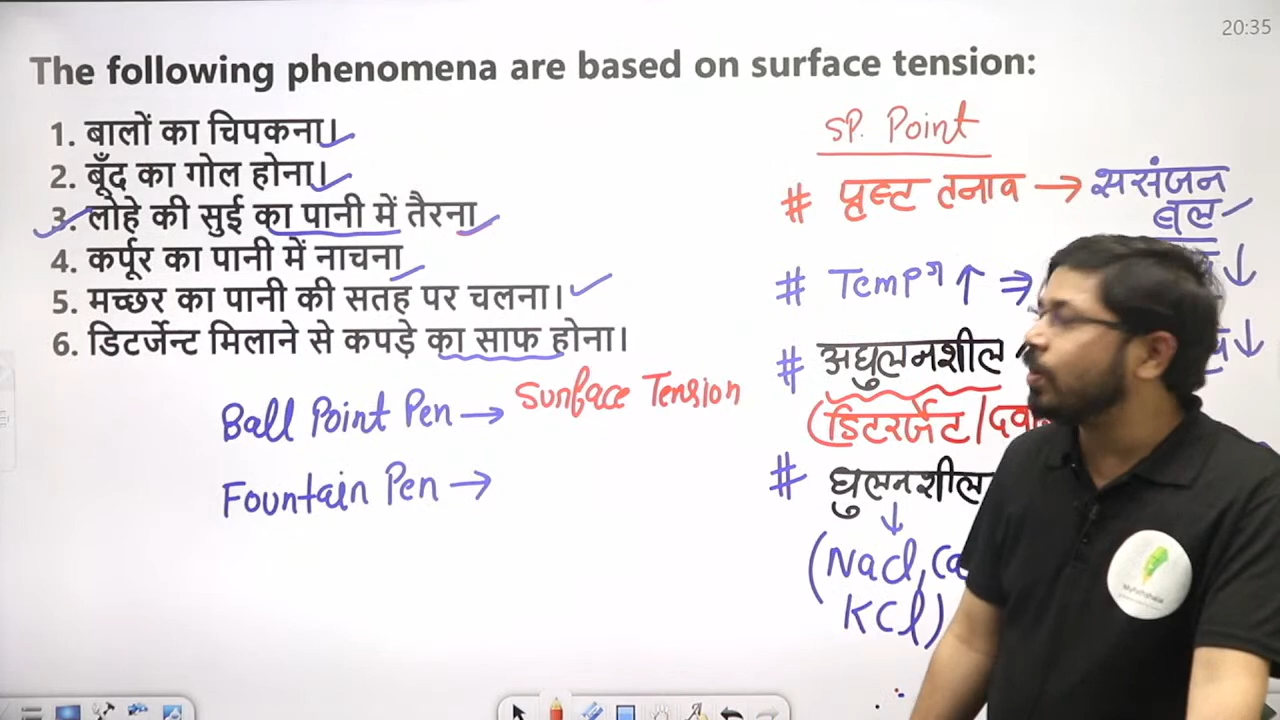 20:35
The following phenomena are based on surface tension:
1. बालों का चिपकना।
2. बूँद का गोल होना।
3. लोहे की सुई का पानी में तैरना
4. कर्पूर का पानी में नाचना
5. मच्छर का पानी की सतह पर चलना।
6. डिटर्जेन्ट मिलाने से कपड़े का साफ होना।
Ball Point Pen → Surface Tension
Fountain Pen →
SP. Point
# पृष्ट तनाव → ससंजन
बल
# Tempr ↑ ⇒ ↓
# अघुलनशील
(डिटरजेंट/
# घुलनशील
↓
(NaCl,
KCl)